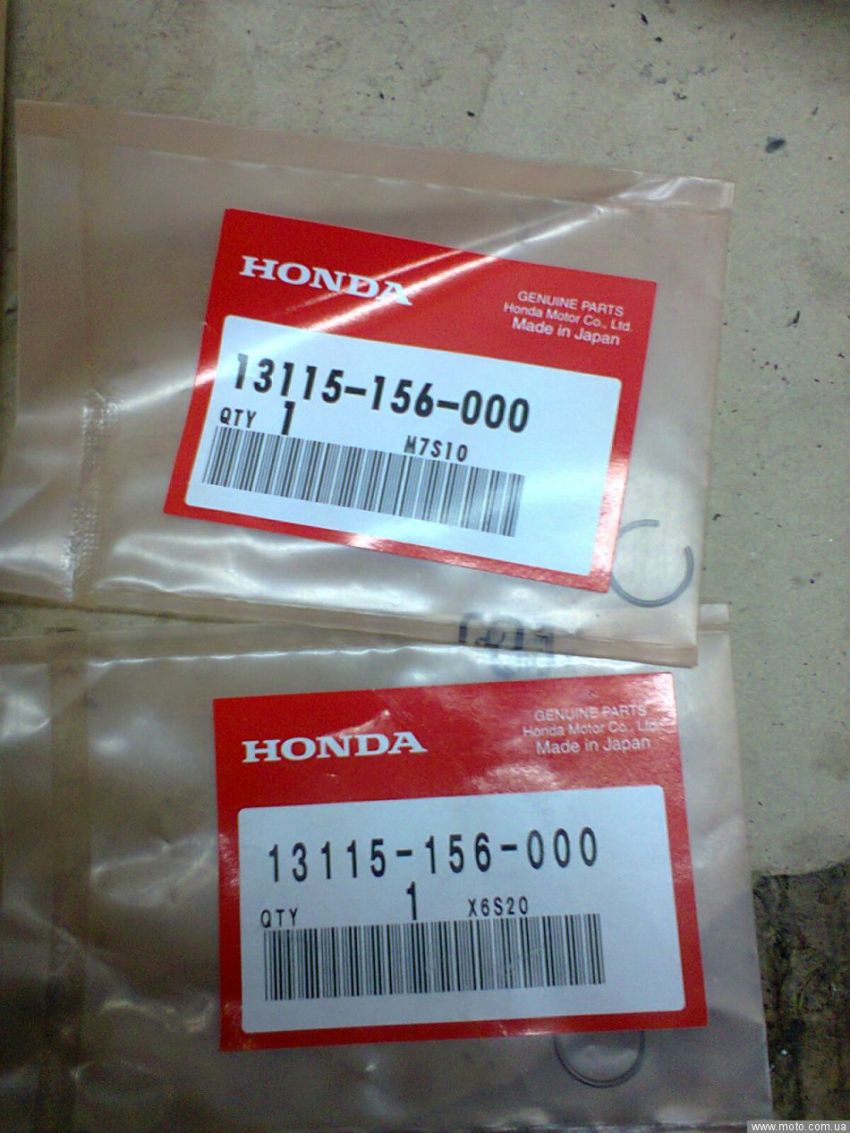 HONDA
GENUINE PARTS
Honda Motor Co., Ltd.
Made in Japan
13115-156-000
QTY 1
M7S10
HONDA
GENUINE PARTS
Honda Motor Co., Ltd.
Made in Japan
13115-156-000
QTY 1 X6S20
www.moto.com.ua